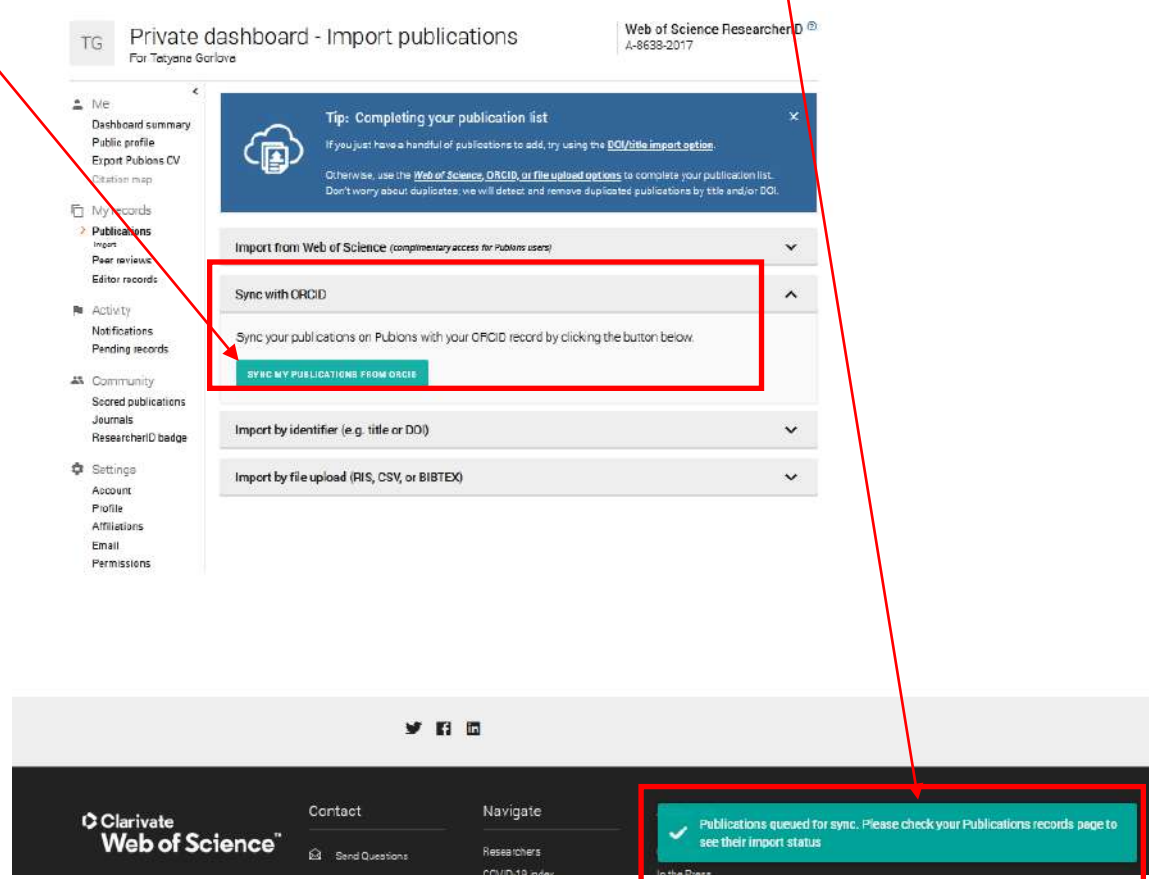 TG
Private dashboard - Import publications
For Tatyana Gorlova
Web of Science ResearcherID
A-8638-2017
Me
Dashboard summary
Public profile
Export Publons CV
Citation map
My records
Publications
Import
Peer reviews
Editor records
Activity
Notifications
Pending records
Community
Scored publications
Journals
ResearcherID badge
Settings
Account
Profile
Affiliations
Email
Permissions
Tip: Completing your publication list
If you just have a handful of publications to add, try using the DOI/title import option.
Otherwise, use the Web of Science, ORCID, or file upload options to complete your publication list.
Don't worry about duplicates; we will detect and remove duplicated publications by title and/or DOI.
Import from Web of Science (complimentary access for Publons users)
Sync with ORCID
Sync your publications on Publons with your ORCID record by clicking the button below.
SYNC MY PUBLICATIONS FROM ORCID
Import by identifier (e.g. title or DOI)
Import by file upload (RIS, CSV, or BIBTEX)
Clarivate
Web of Science™
Contact
Send Questions
Navigate
Researchers
COVID-19 index
Publications queued for sync. Please check your Publications records page to
see their import status
In the Press